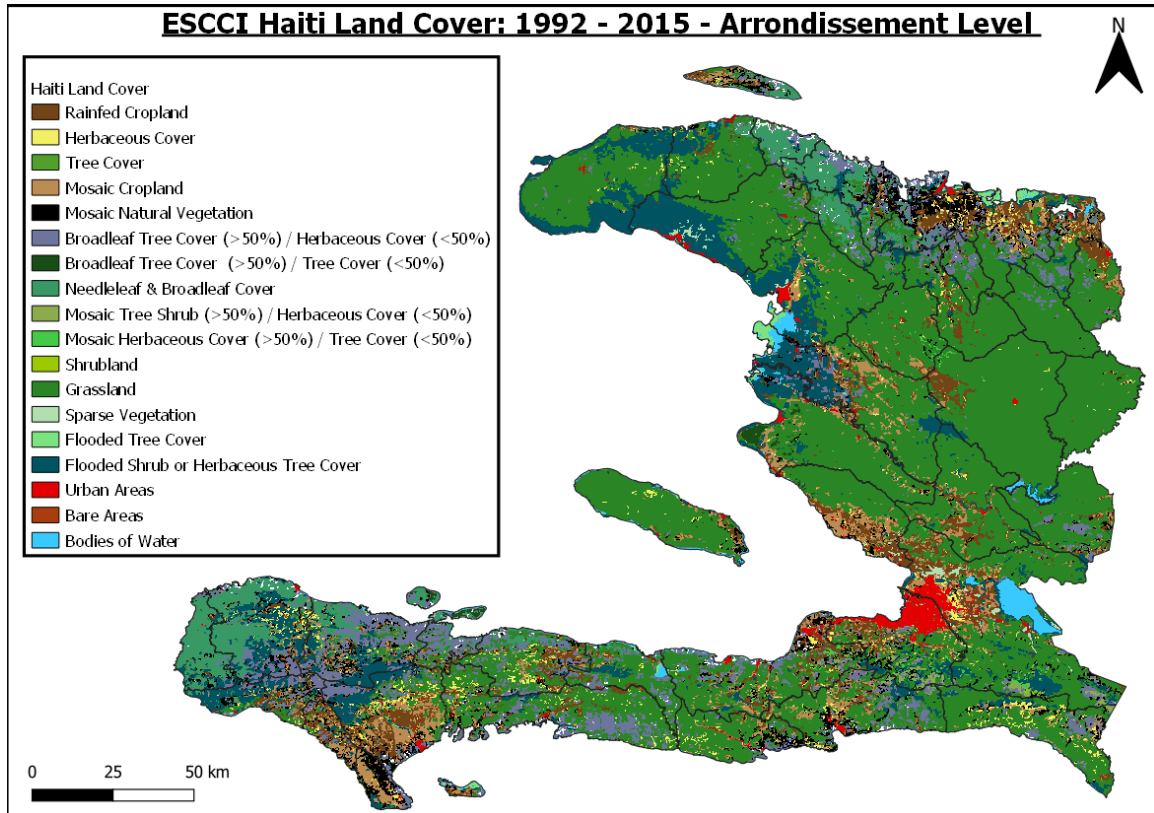 ESCCI Haiti Land Cover: 1992 - 2015 - Arrondissement Level
N
Haiti Land Cover
Rainfed Cropland
Herbaceous Cover
Tree Cover
Mosaic Cropland
Mosaic Natural Vegetation
Broadleaf Tree Cover (>50%) / Herbaceous Cover (<50%)
Broadleaf Tree Cover (>50%) / Tree Cover (<50%)
Needleleaf & Broadleaf Cover
Mosaic Tree Shrub (>50%) / Herbaceous Cover (<50%)
Mosaic Herbaceous Cover (>50%) / Tree Cover (<50%)
Shrubland
Grassland
Sparse Vegetation
Flooded Tree Cover
Flooded Shrub or Herbaceous Tree Cover
Urban Areas
Bare Areas
Bodies of Water
0 25 50 km